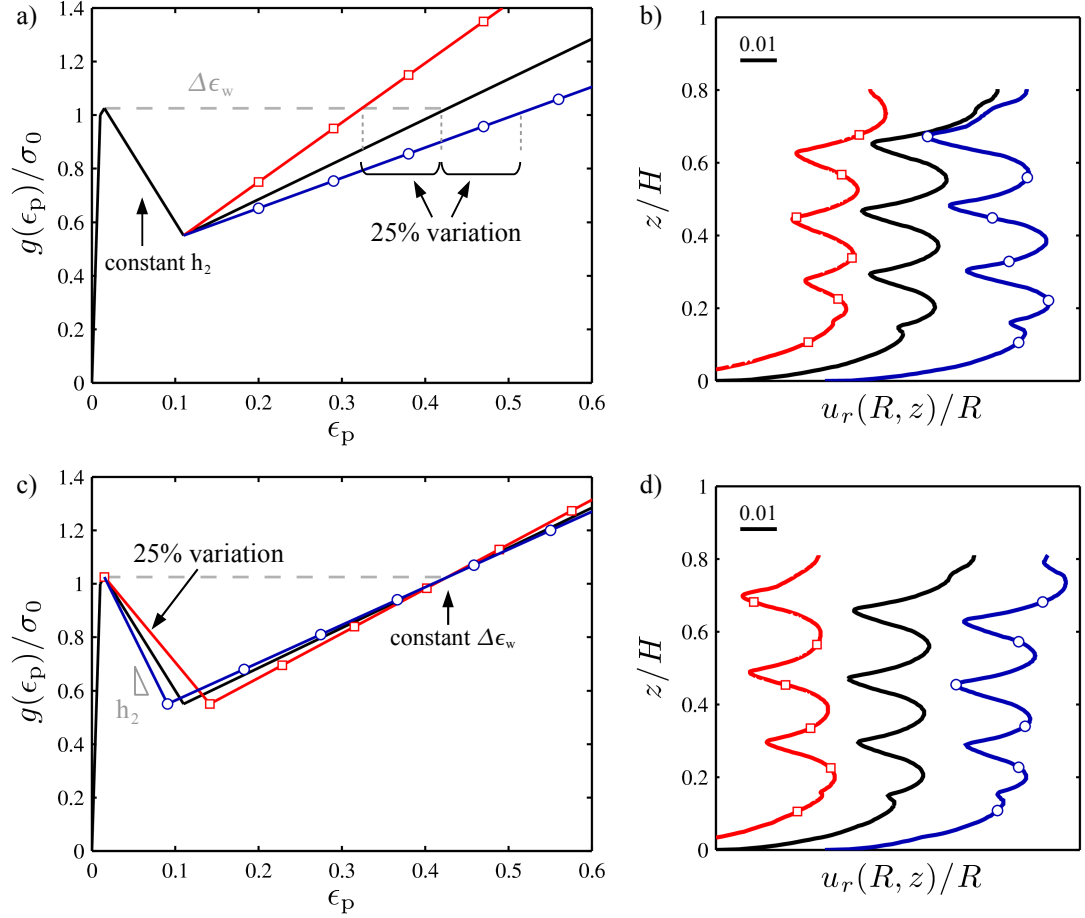 a)
1.4
1.2
1
0.8
0.6
0.4
0.2
0
g(ϵp)/σ0
Δϵw
25% variation
constant h2
0 0.1 0.2 0.3 0.4 0.5 0.6
ϵp
b)
1
0.8
0.6
0.4
0.2
0
z/H
0.01
ur(R, z)/R
c)
1.4
1.2
1
0.8
0.6
0.4
0.2
0
g(ϵp)/σ0
25% variation
constant Δϵw
h2
0 0.1 0.2 0.3 0.4 0.5 0.6
ϵp
d)
1
0.8
0.6
0.4
0.2
0
z/H
0.01
ur(R, z)/R